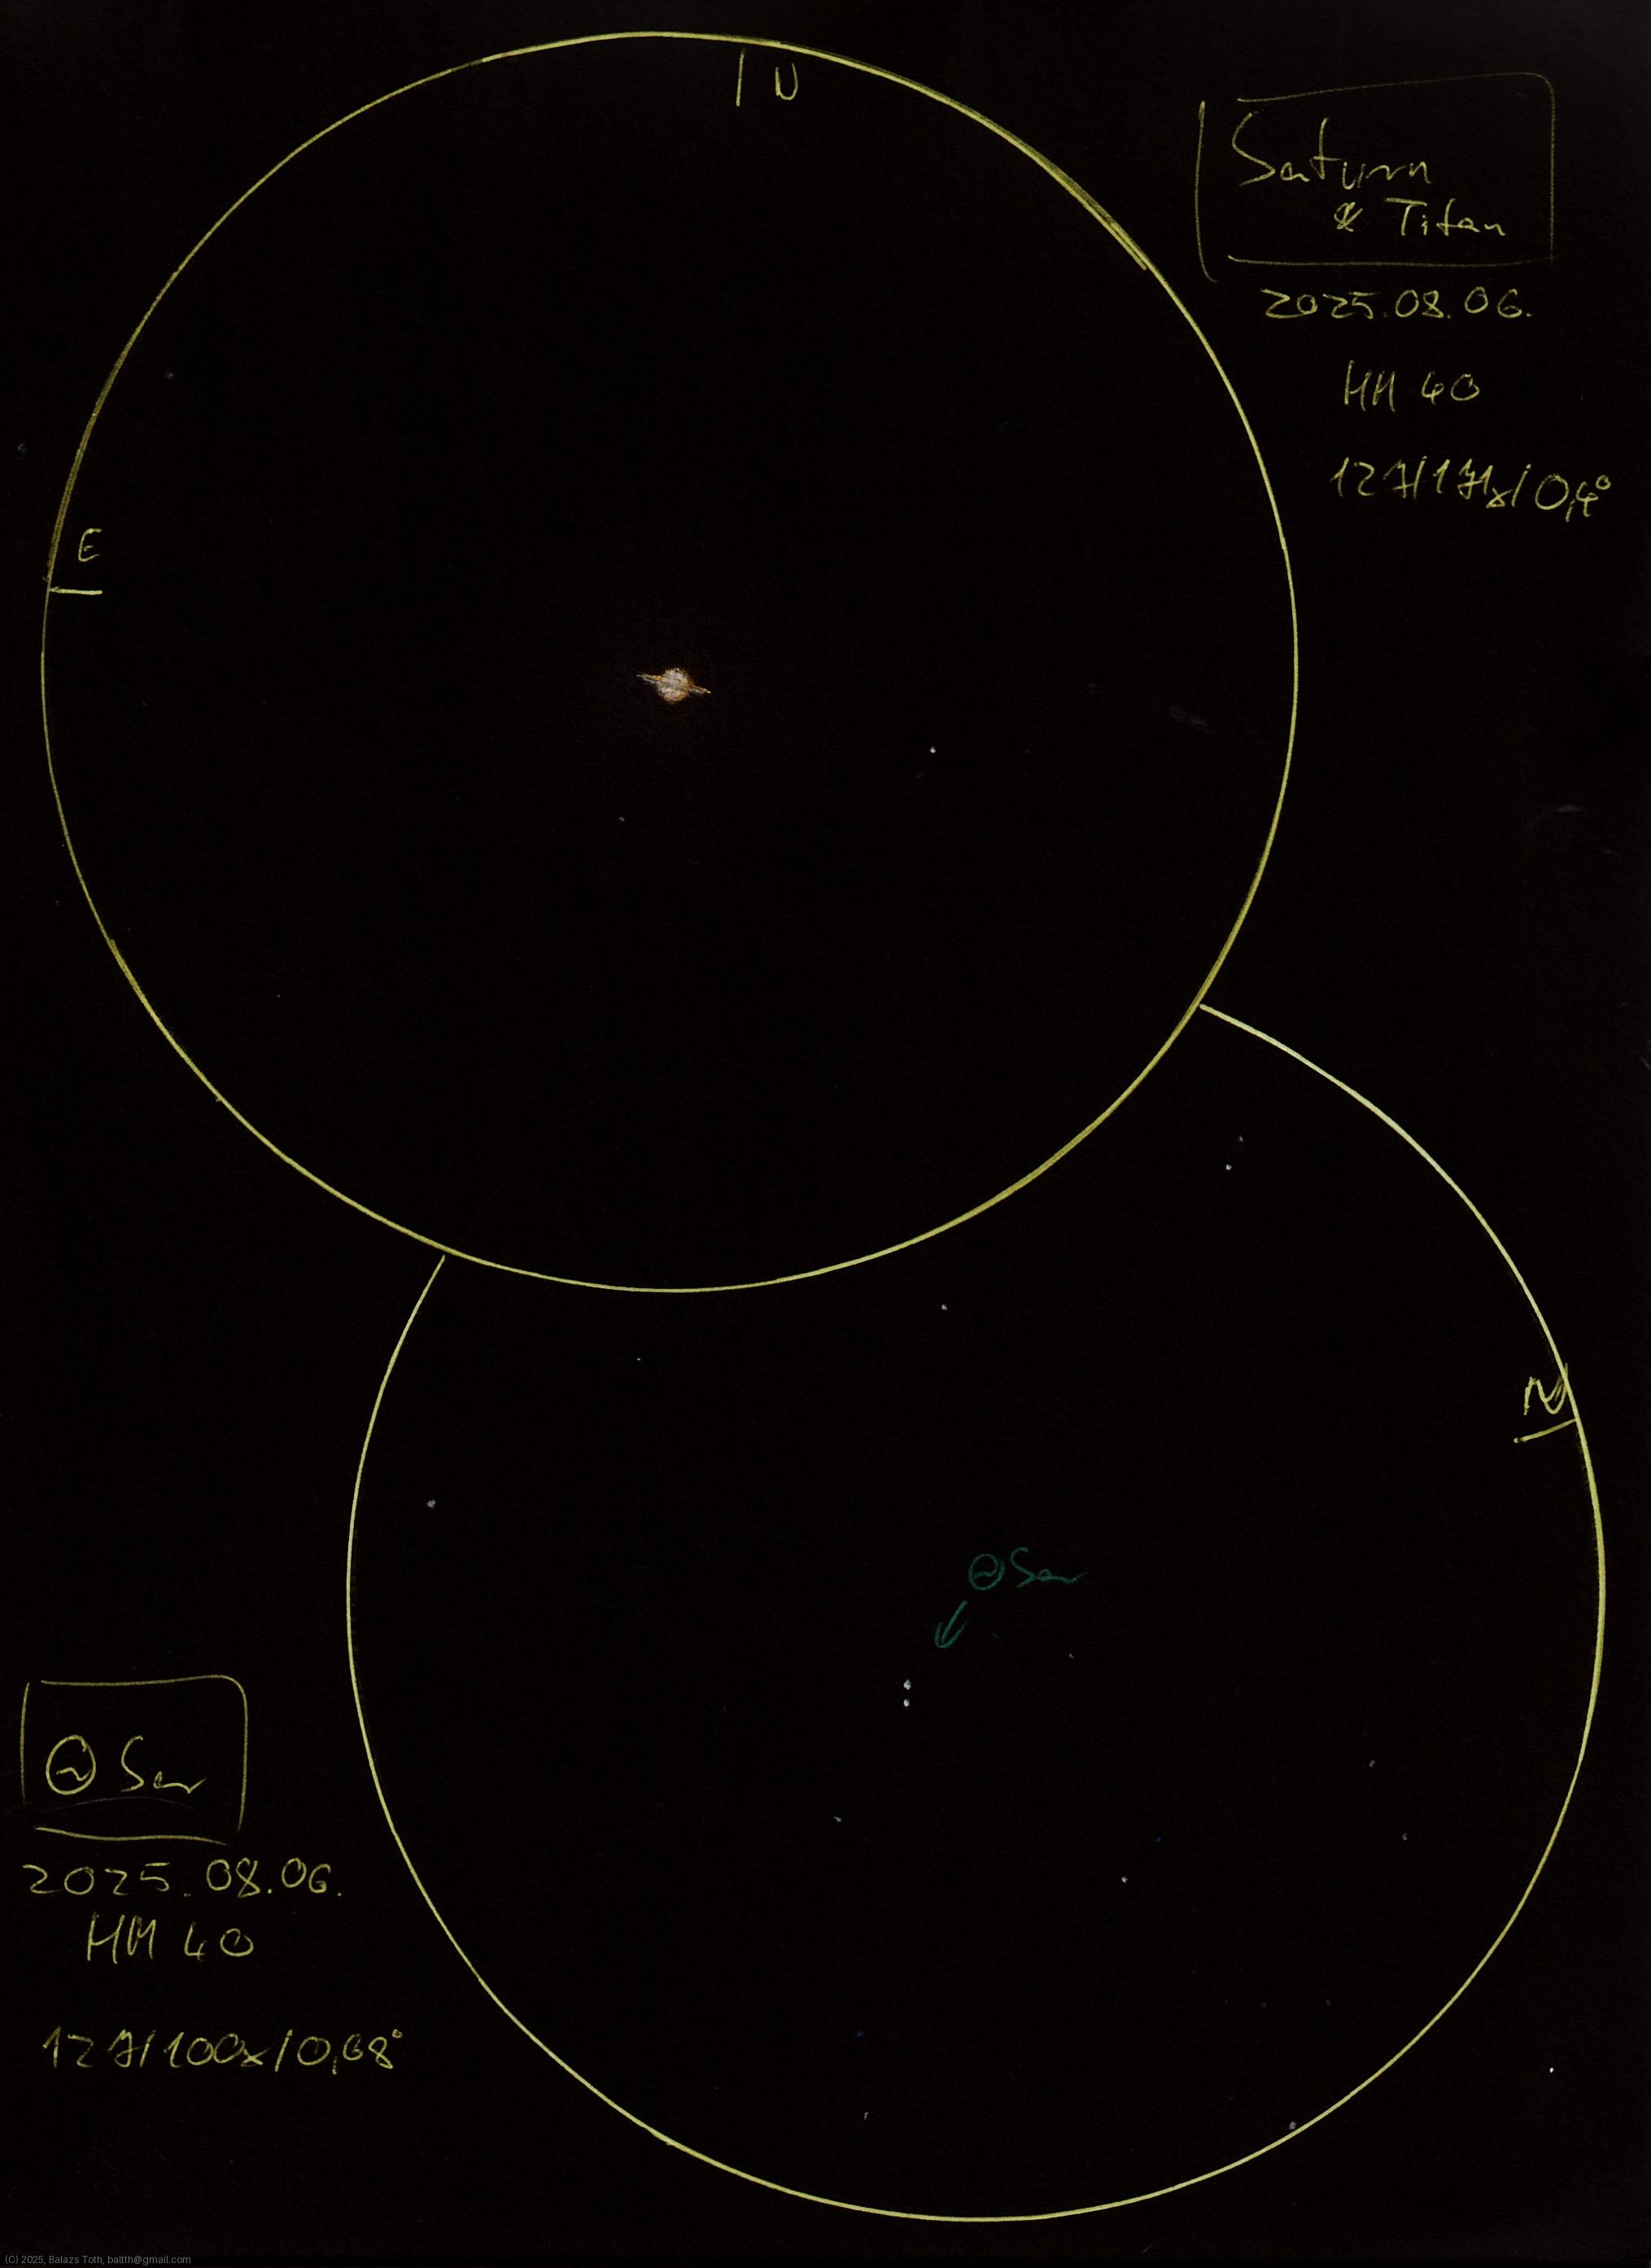 N
Saturn
& Titan
2025.08.06.
HM 40
127/171x/0,4°
E
N
Θ Ser
Θ Ser
2025.08.06.
HM 40
127/100x/0,68°
(C) 2025, Balazs Toth, baltth@gmail.com